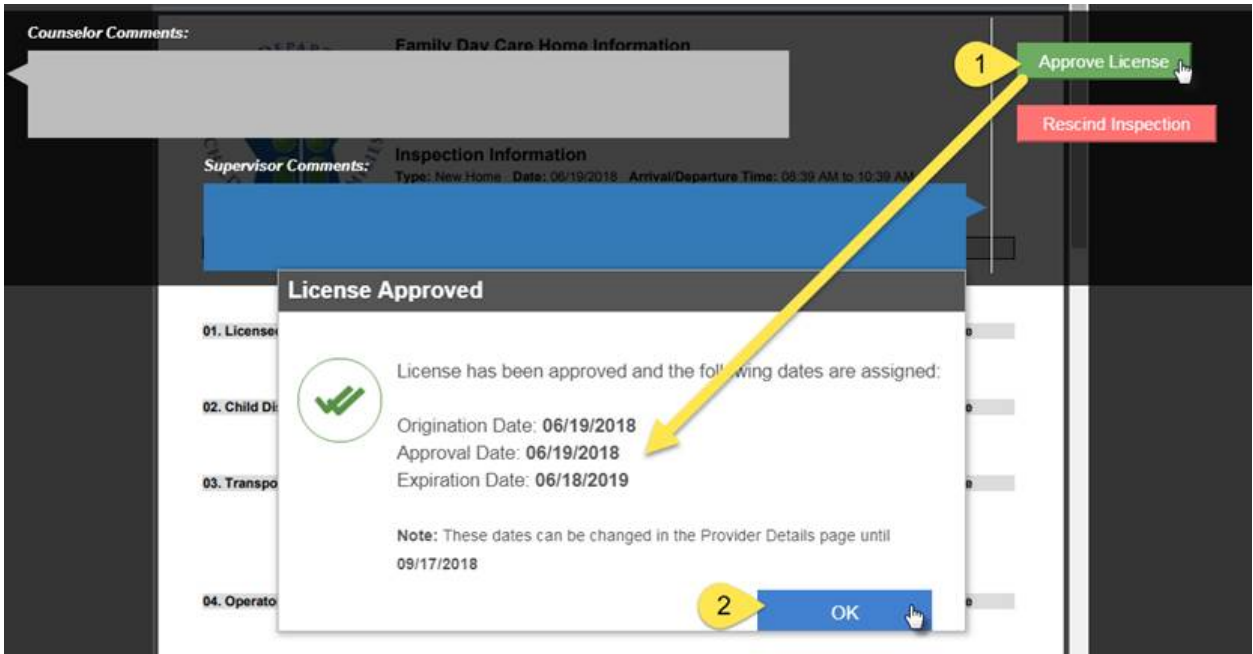 Counselor Comments:
Family Day Care Home Information
1
Approve License
Rescind Inspection
Inspection Information
Supervisor Comments:
Type: New Home Date: 06/19/2018 Arrival/Departure Time: 08:39 AM to 10:39 AM
License Approved
01. Licensed
License has been approved and the following dates are assigned:
02. Child Di
Origination Date: 06/19/2018
Approval Date: 06/19/2018
Expiration Date: 06/18/2019
03. Transpo
Note: These dates can be changed in the Provider Details page until
09/17/2018
04. Operato
2
OK